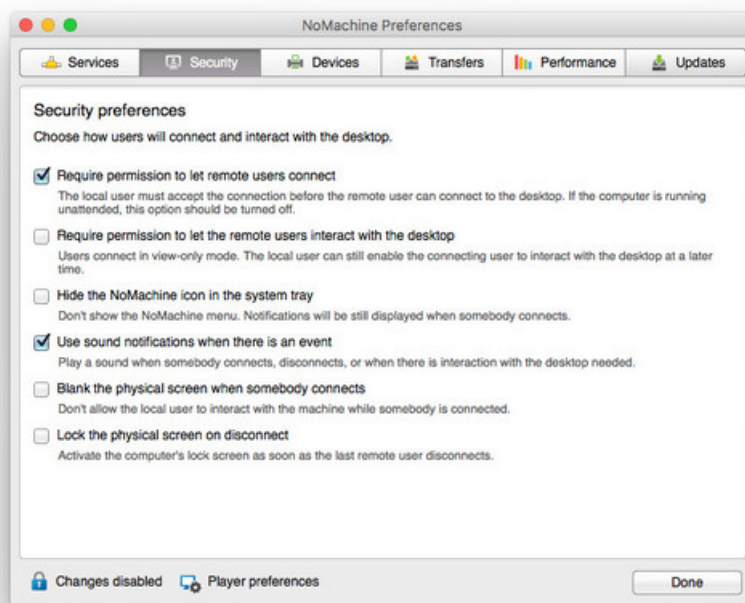 NoMachine Preferences
Services
Security
Devices
Transfers
Performance
Updates
Security preferences
Choose how users will connect and interact with the desktop.
Require permission to let remote users connect
The local user must accept the connection before the remote user can connect to the desktop. If the computer is running
unattended, this option should be turned off.
Require permission to let the remote users interact with the desktop
Users connect in view-only mode. The local user can still enable the connecting user to interact with the desktop at a later
time.
Hide the NoMachine icon in the system tray
Don't show the NoMachine menu. Notifications will be still displayed when somebody connects.
Use sound notifications when there is an event
Play a sound when somebody connects, disconnects, or when there is interaction with the desktop needed.
Blank the physical screen when somebody connects
Don't allow the local user to interact with the machine while somebody is connected.
Lock the physical screen on disconnect
Activate the computer's lock screen as soon as the last remote user disconnects.
Changes disabled
Player preferences
Done